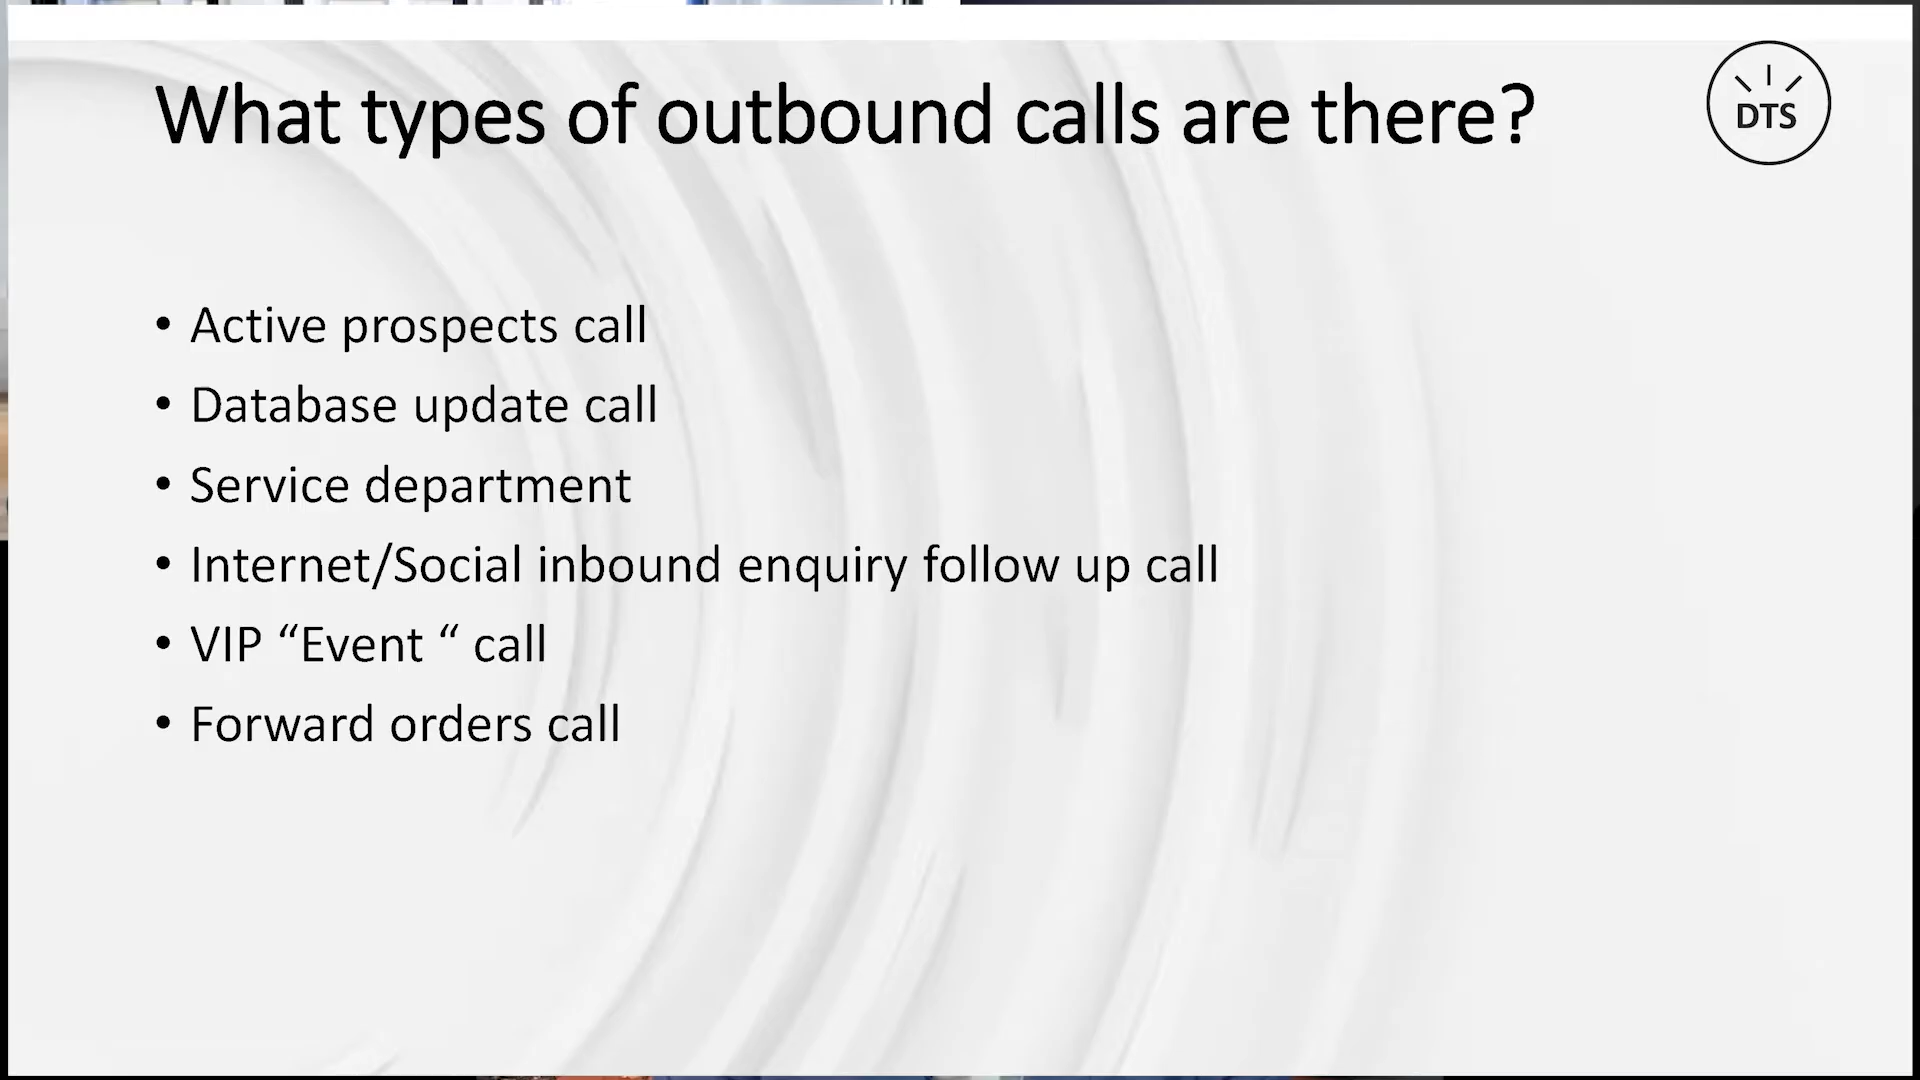 What types of outbound calls are there?
DTS
• Active prospects call
• Database update call
• Service department
• Internet/Social inbound enquiry follow up call
• VIP “Event “ call
• Forward orders call